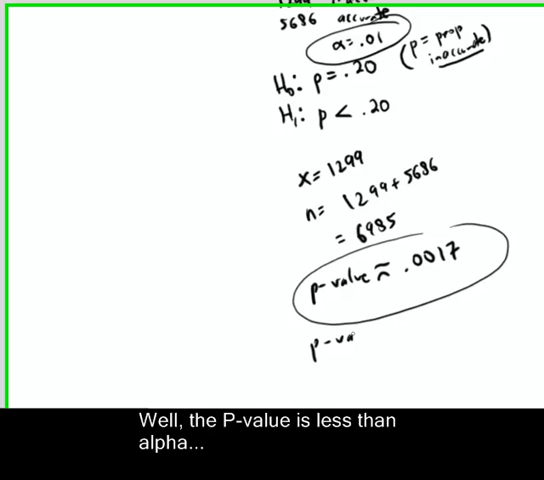 5686 accurate
α = .01
(p = prop
inaccurate)
H₀: p = .20
H₁: p < .20
x = 1299
n = 1299 + 5686
= 6985
p-value ≈ .0017
p-va
Well, the P-value is less than
alpha...